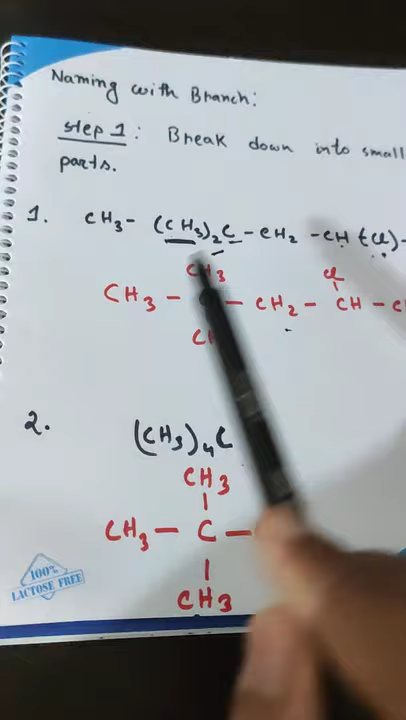 Naming with Branch:
Step 1: Break down into small
parts.
1. CH3- (CH3)2C -CH2 -CH (Cl)-
CH3 Cl
CH3 - - CH2 - CH -
2. (CH3)4C
CH3
CH3 - C -
CH3
100%
LACTOSE FREE